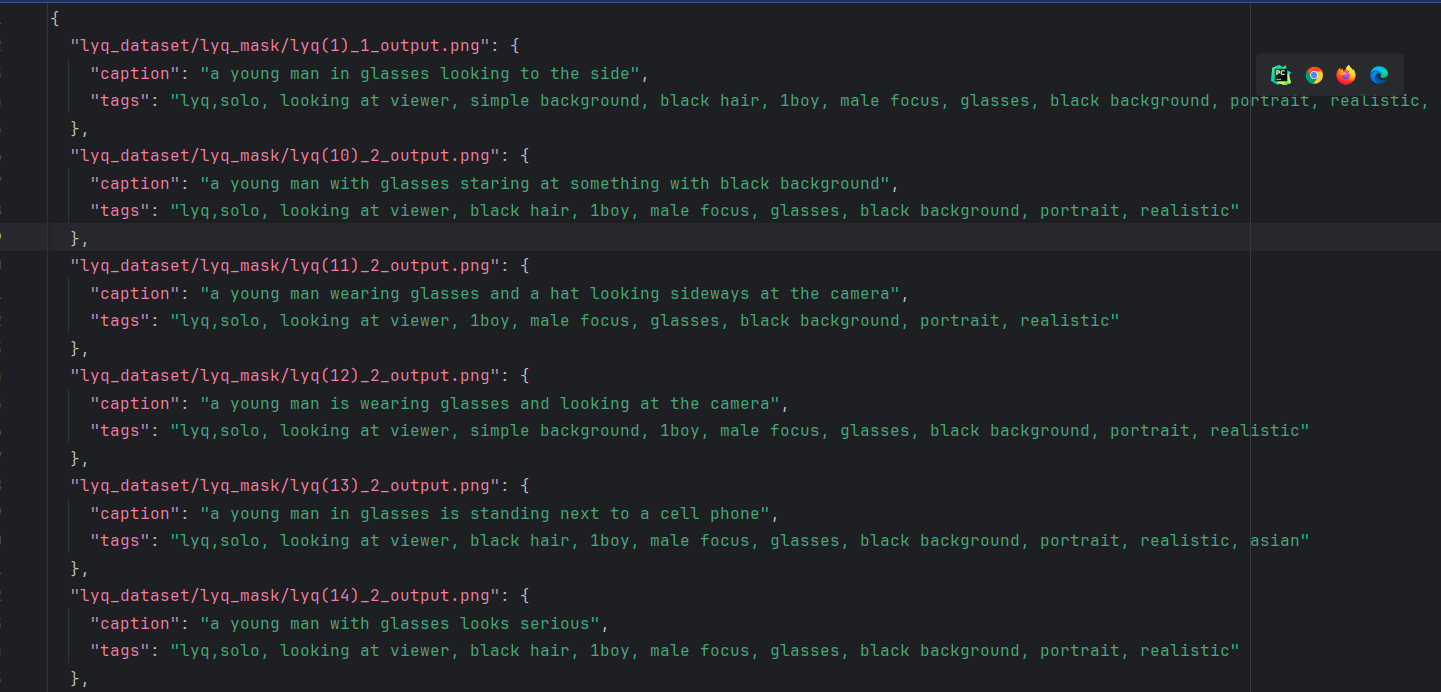 {
"lyq_dataset/lyq_mask/lyq(1)_1_output.png": {
"caption": "a young man in glasses looking to the side",
"tags": "lyq,solo, looking at viewer, simple background, black hair, 1boy, male focus, glasses, black background, portrait, realistic,
},
"lyq_dataset/lyq_mask/lyq(10)_2_output.png": {
"caption": "a young man with glasses staring at something with black background",
"tags": "lyq,solo, looking at viewer, black hair, 1boy, male focus, glasses, black background, portrait, realistic"
},
"lyq_dataset/lyq_mask/lyq(11)_2_output.png": {
"caption": "a young man wearing glasses and a hat looking sideways at the camera",
"tags": "lyq,solo, looking at viewer, 1boy, male focus, glasses, black background, portrait, realistic"
},
"lyq_dataset/lyq_mask/lyq(12)_2_output.png": {
"caption": "a young man is wearing glasses and looking at the camera",
"tags": "lyq,solo, looking at viewer, simple background, 1boy, male focus, glasses, black background, portrait, realistic"
},
"lyq_dataset/lyq_mask/lyq(13)_2_output.png": {
"caption": "a young man in glasses is standing next to a cell phone",
"tags": "lyq,solo, looking at viewer, black hair, 1boy, male focus, glasses, black background, portrait, realistic, asian"
},
"lyq_dataset/lyq_mask/lyq(14)_2_output.png": {
"caption": "a young man with glasses looks serious",
"tags": "lyq,solo, looking at viewer, black hair, 1boy, male focus, glasses, black background, portrait, realistic"
},